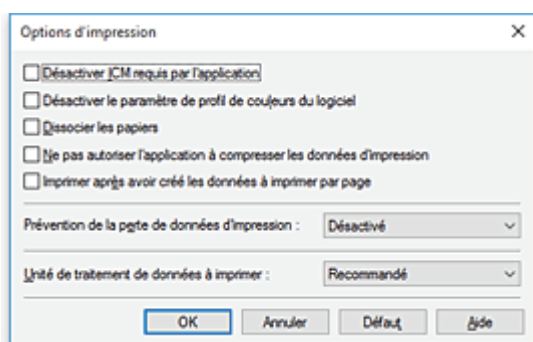 Options d'impression
Désactiver ICM requis par l'application
Désactiver le paramètre de profil de couleurs du logiciel
Dissocier les papiers
Ne pas autoriser l'application à compresser les données d'impression
Imprimer après avoir créé les données à imprimer par page
Prévention de la perte de données d'impression : Désactivé
Unité de traitement de données à imprimer : Recommandé
OK Annuler Défaut Aide